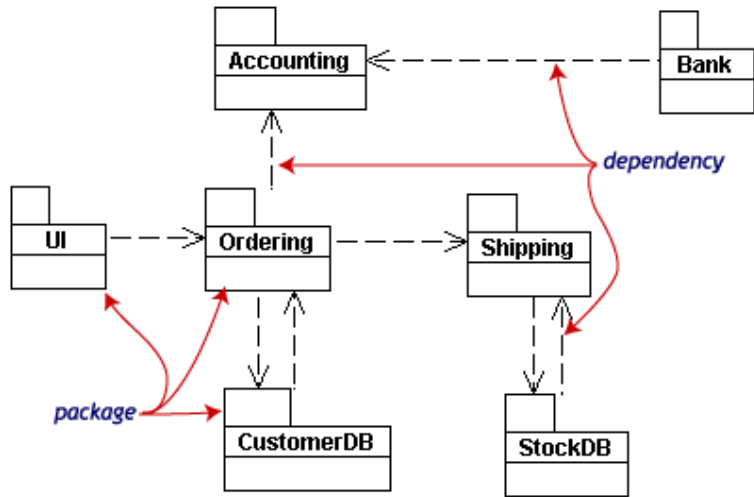 Accounting
Bank
dependency
UI
Ordering
Shipping
package
CustomerDB
StockDB